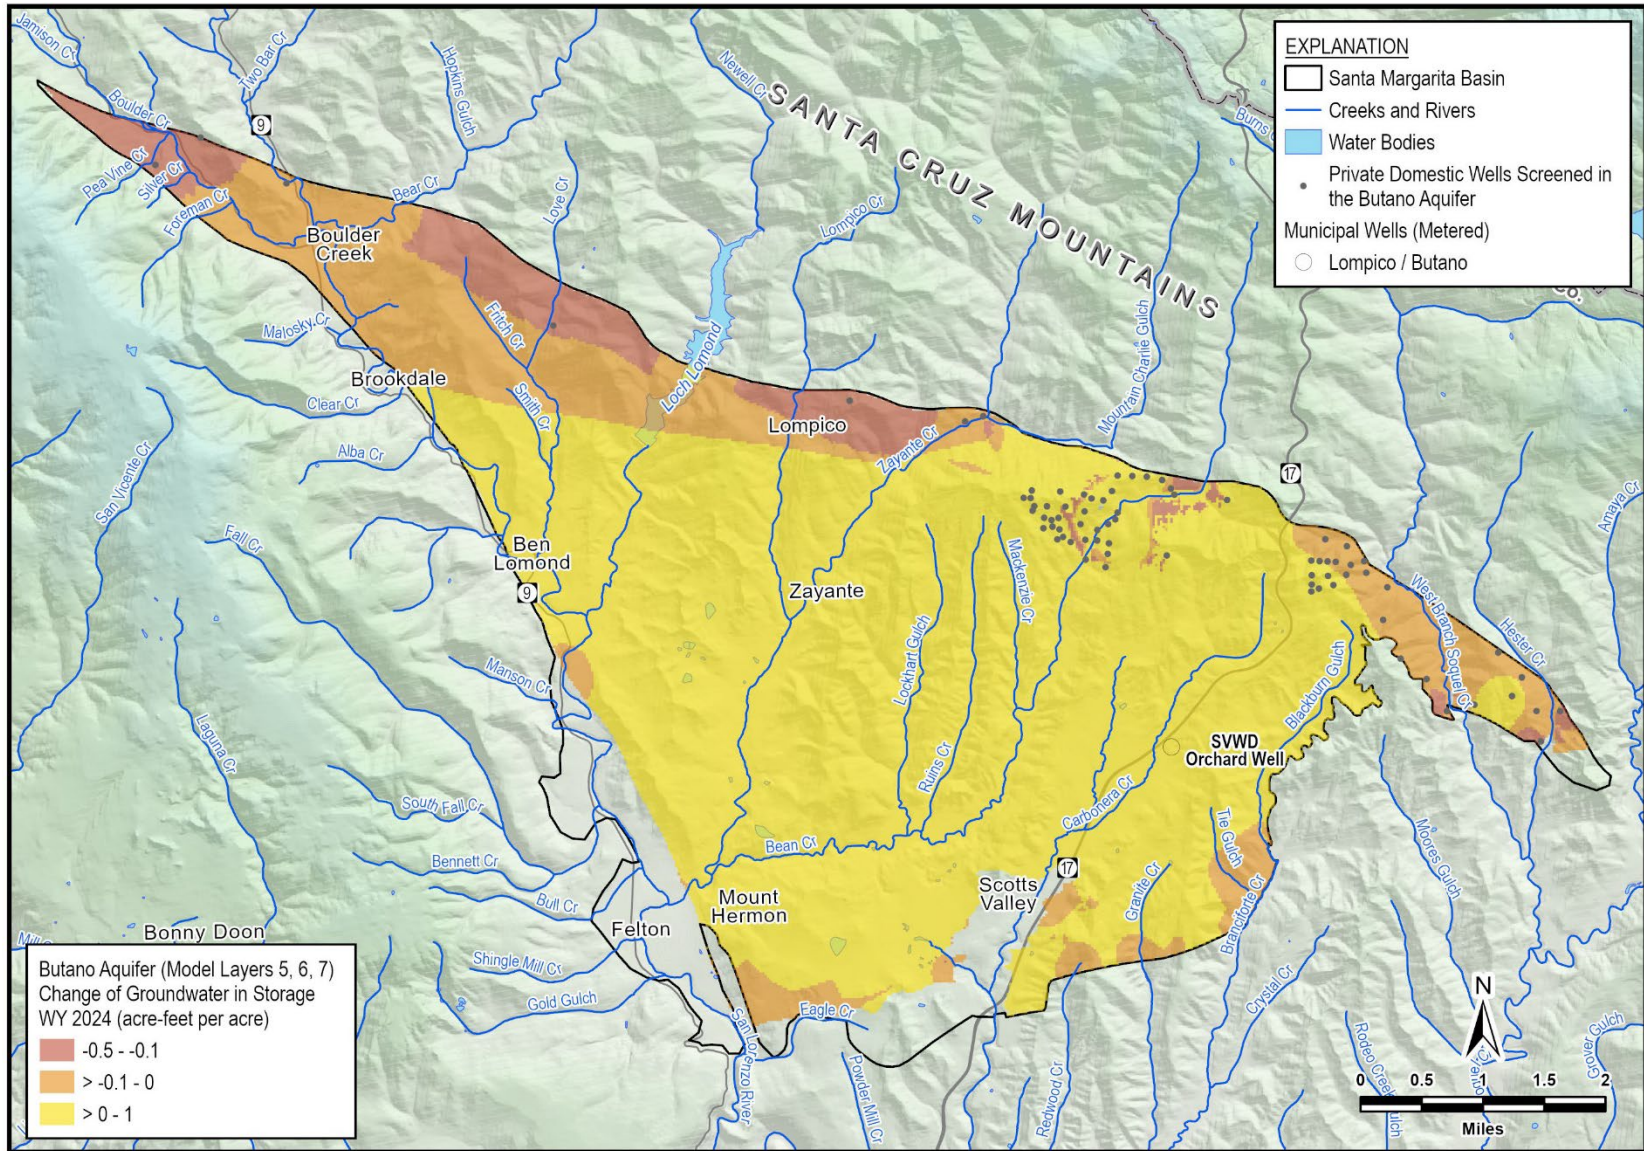 Jamison Cr
Two Bar Cr
Hopkins Gulch
Newell Cr
SANTA CRUZ MOUNTAINS
Burns
Co.
EXPLANATION
Santa Margarita Basin
Creeks and Rivers
Water Bodies
Private Domestic Wells Screened in
the Butano Aquifer
Municipal Wells (Metered)
Lompico / Butano
Boulder Cr
9
Pea Vine Cr
Silver Cr
Foreman Cr
Bear Cr
Love Cr
Lompico Cr
Boulder
Creek
Fritch Cr
Malosky Cr
Loch Lomond
Mountain Charlie Gulch
Brookdale
Clear Cr
Smith Cr
Lompico
Zayante Cr
Alba Cr
17
San Vicente Cr
Amaya Cr
Fall Cr
Ben
Lomond
9
Mackenzie Cr
Zayante
West Branch Soquel Cr
Hester Cr
Lockhart Gulch
Blackburn Gulch
Manson Cr
Laguna Cr
Ruins Cr
SVWD
Orchard Well
South Fall Cr
Carbonera Cr
Tie Gulch
Bean Cr
Moores Gulch
Bennett Cr
17
Scotts
Valley
Granite Cr
Mount
Hermon
Bull Cr
Branciforte Cr
Felton
Bonny Doon
Mill
Shingle Mill Cr
Gold Gulch
Crystal Cr
Eagle Cr
San Lorenzo River
Powder Mill Cr
Redwood Cr
Rodeo Creek Gulch
Grover Gulch
Butano Aquifer (Model Layers 5, 6, 7)
Change of Groundwater in Storage
WY 2024 (acre-feet per acre)
-0.5 - -0.1
> -0.1 - 0
> 0 - 1
N
0 0.5 1 1.5 2
Miles